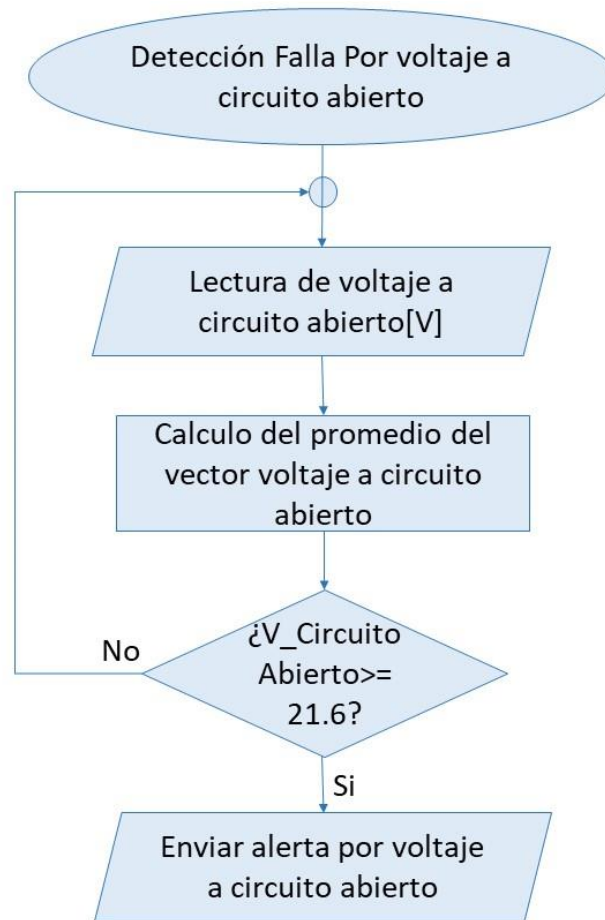 Detección Falla Por voltaje a
circuito abierto
Lectura de voltaje a
circuito abierto[V]
Calculo del promedio del
vector voltaje a circuito
abierto
¿V_Circuito
Abierto>=
21.6?
No
Si
Enviar alerta por voltaje
a circuito abierto